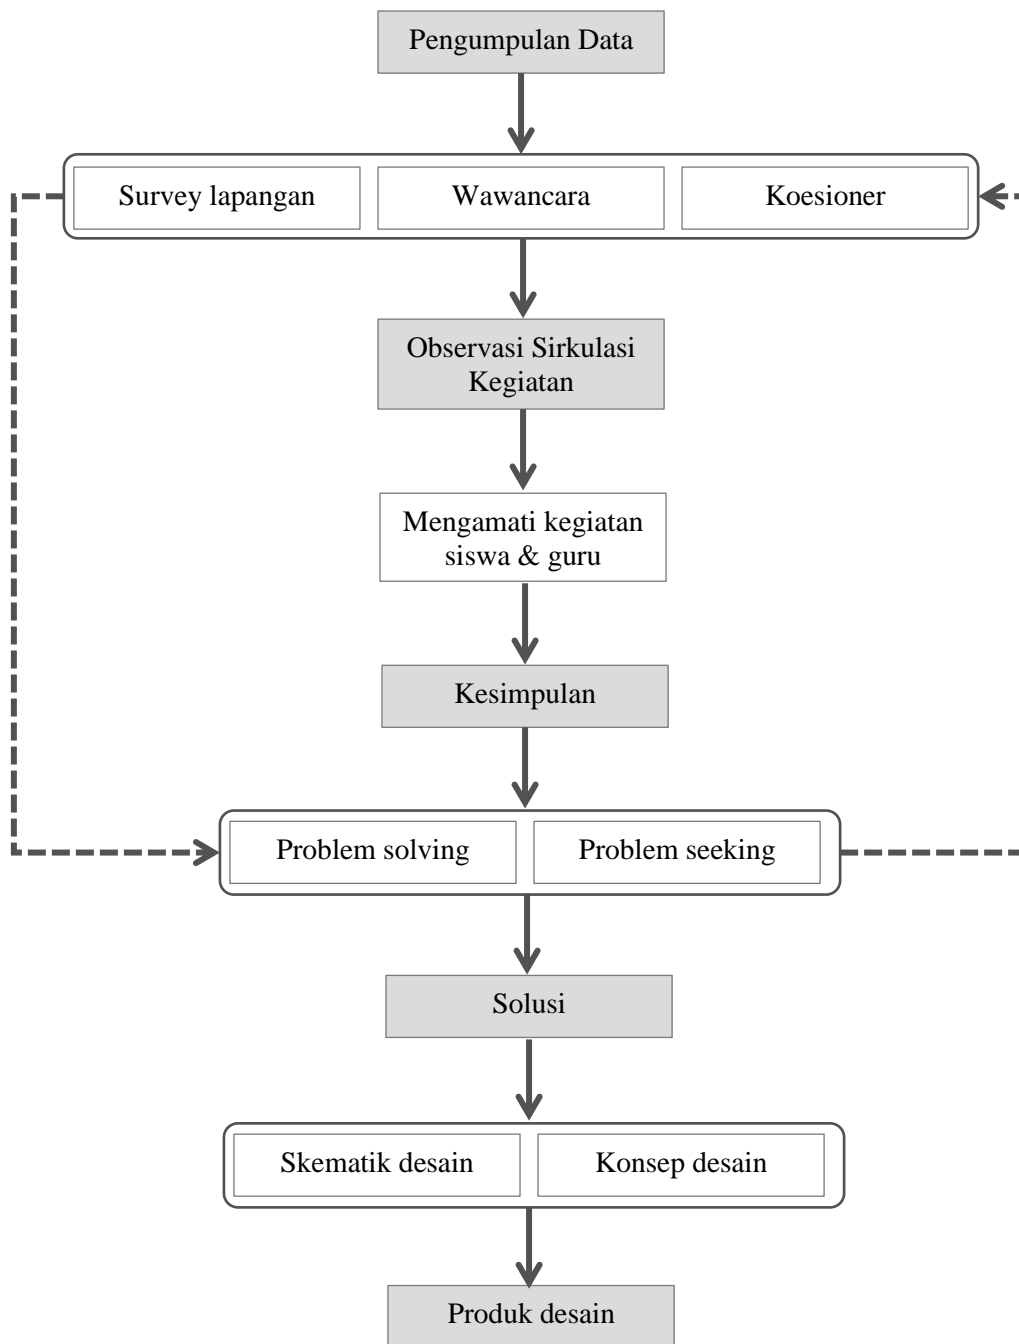 Pengumpulan Data
Survey lapangan
Wawancara
Koesioner
Observasi Sirkulasi
Kegiatan
Mengamati kegiatan
siswa & guru
Kesimpulan
Problem solving
Problem seeking
Solusi
Skematik desain
Konsep desain
Produk desain